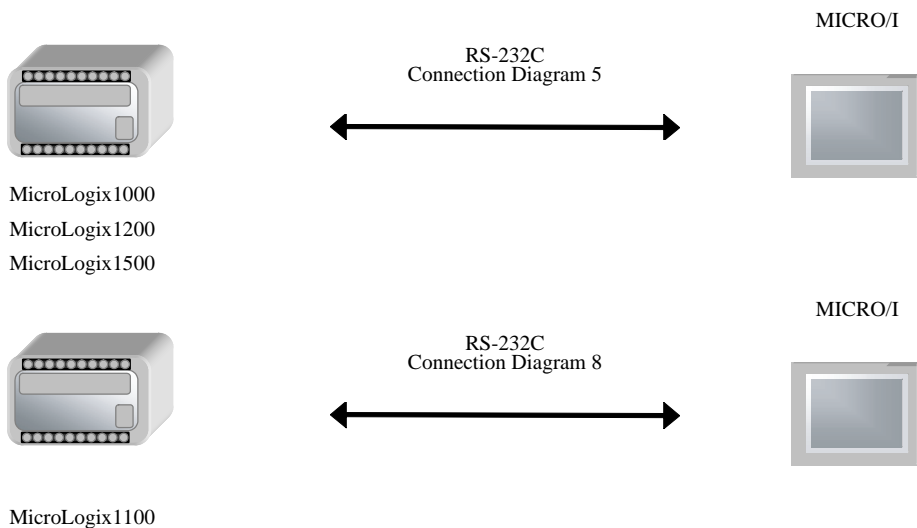 MICRO/I
RS-232C
Connection Diagram 5
MicroLogix1000
MicroLogix1200
MicroLogix1500
MICRO/I
RS-232C
Connection Diagram 8
MicroLogix1100